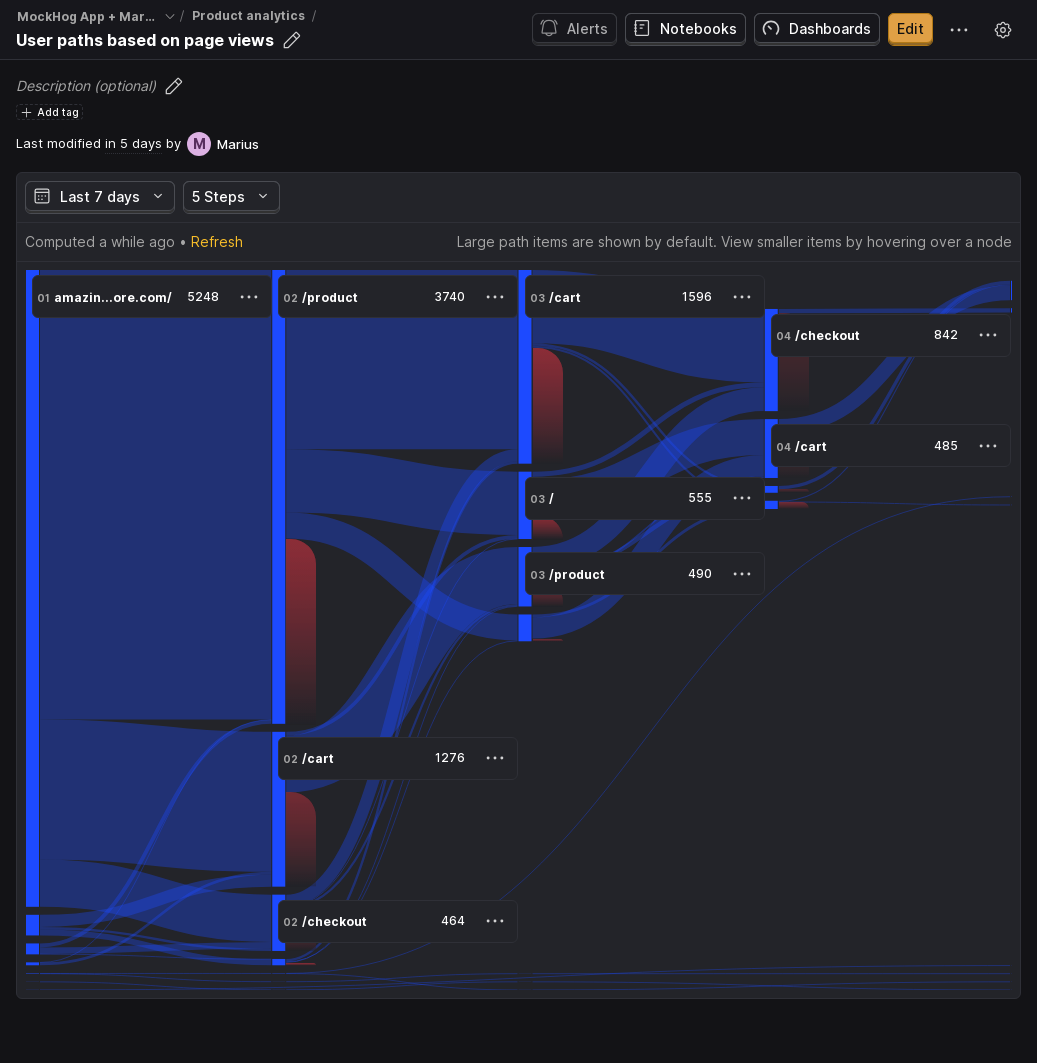 MockHog App + Mar... / Product analytics /
User paths based on page views
Alerts Notebooks Dashboards Edit
Description (optional)
+ Add tag
Last modified in 5 days by M Marius
Last 7 days 5 Steps
Computed a while ago • Refresh Large path items are shown by default. View smaller items by hovering over a node
01 amazin...ore.com/ 5248
02 /product 3740
03 /cart 1596
04 /checkout 842
04 /cart 485
03 / 555
03 /product 490
02 /cart 1276
02 /checkout 464